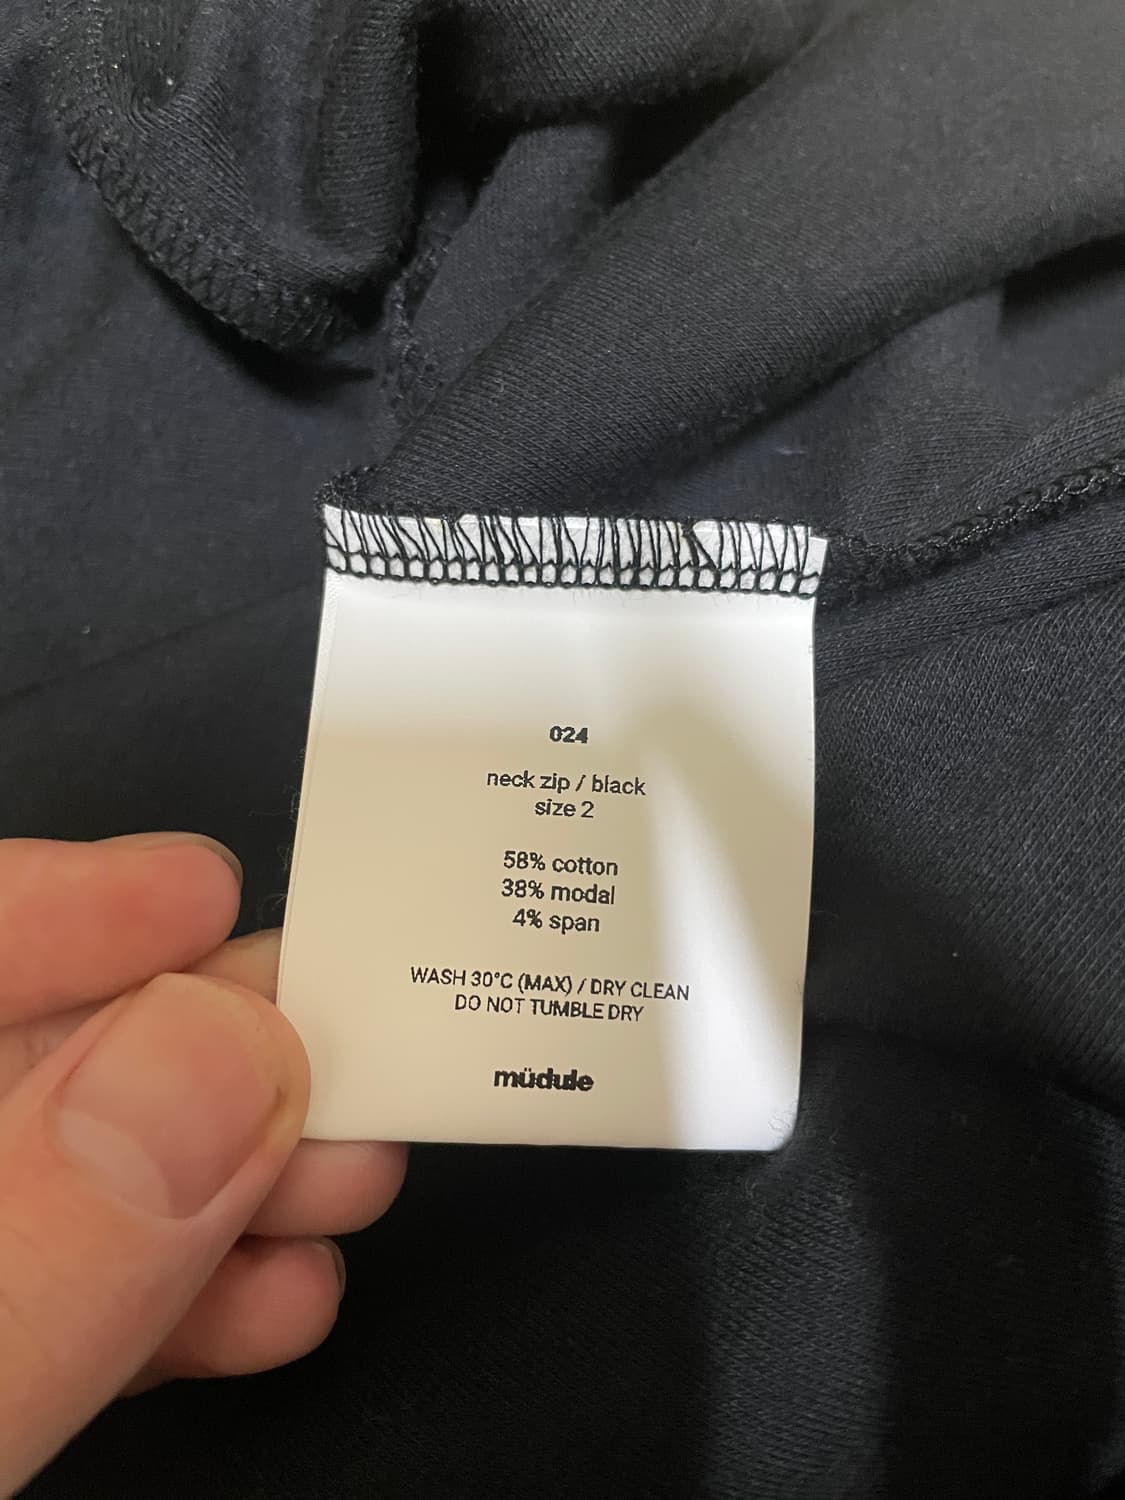 024
neck zip / black
size 2
58% cotton
38% modal
4% span
WASH 30°C (MAX) / DRY CLEAN
DO NOT TUMBLE DRY
müdule